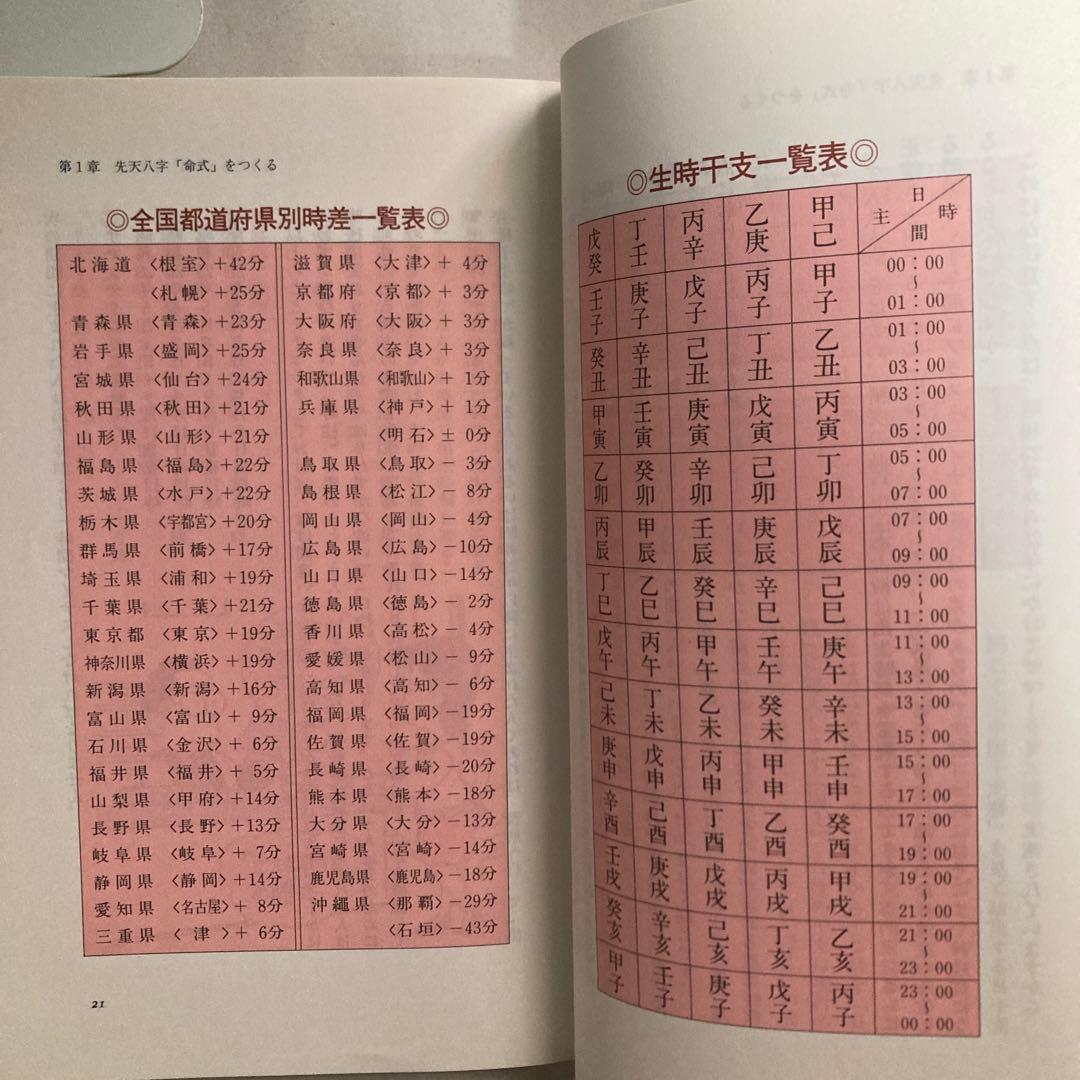 第1章 先天八字「命式」をつくる
◎全国都道府県別時差一覧表◎
北海道 〈根室〉+42分 滋賀県 〈大津〉+ 4分
〈札幌〉+25分 京都府 〈京都〉+ 3分
青森県 〈青森〉+23分 大阪府 〈大阪〉+ 3分
岩手県 〈盛岡〉+25分 奈良県 〈奈良〉+ 3分
宮城県 〈仙台〉+24分 和歌山県 〈和歌山〉+ 1分
秋田県 〈秋田〉+21分 兵庫県 〈神戸〉+ 1分
山形県 〈山形〉+21分 〈明石〉± 0分
福島県 〈福島〉+22分 鳥取県 〈鳥取〉− 3分
茨城県 〈水戸〉+22分 島根県 〈松江〉− 8分
栃木県 〈宇都宮〉+20分 岡山県 〈岡山〉− 4分
群馬県 〈前橋〉+17分 広島県 〈広島〉−10分
埼玉県 〈浦和〉+19分 山口県 〈山口〉−14分
千葉県 〈千葉〉+21分 徳島県 〈徳島〉− 2分
東京都 〈東京〉+19分 香川県 〈高松〉− 4分
神奈川県 〈横浜〉+19分 愛媛県 〈松山〉− 9分
新潟県 〈新潟〉+16分 高知県 〈高知〉− 6分
富山県 〈富山〉+ 9分 福岡県 〈福岡〉−19分
石川県 〈金沢〉+ 6分 佐賀県 〈佐賀〉−19分
福井県 〈福井〉+ 5分 長崎県 〈長崎〉−20分
山梨県 〈甲府〉+14分 熊本県 〈熊本〉−18分
長野県 〈長野〉+13分 大分県 〈大分〉−13分
岐阜県 〈岐阜〉+ 7分 宮崎県 〈宮崎〉−14分
静岡県 〈静岡〉+14分 鹿児島県 〈鹿児島〉−18分
愛知県 〈名古屋〉+ 8分 沖縄県 〈那覇〉−29分
三重県 〈 津 〉+ 6分 〈石垣〉−43分
21
◎生時干支一覧表◎
戊癸 丁壬 丙辛 乙庚 甲己 日主 時間
壬子 庚子 戊子 丙子 甲子 00:00〜01:00
癸丑 辛丑 己丑 丁丑 乙丑 01:00〜03:00
甲寅 壬寅 庚寅 戊寅 丙寅 03:00〜05:00
乙卯 癸卯 辛卯 己卯 丁卯 05:00〜07:00
丙辰 甲辰 壬辰 庚辰 戊辰 07:00〜09:00
丁巳 乙巳 癸巳 辛巳 己巳 09:00〜11:00
戊午 丙午 甲午 壬午 庚午 11:00〜13:00
己未 丁未 乙未 癸未 辛未 13:00〜15:00
庚申 戊申 丙申 甲申 壬申 15:00〜17:00
辛酉 己酉 丁酉 乙酉 癸酉 17:00〜19:00
壬戌 庚戌 戊戌 丙戌 甲戌 19:00〜21:00
癸亥 辛亥 己亥 丁亥 乙亥 21:00〜23:00
甲子 壬子 庚子 戊子 丙子 23:00〜00:00